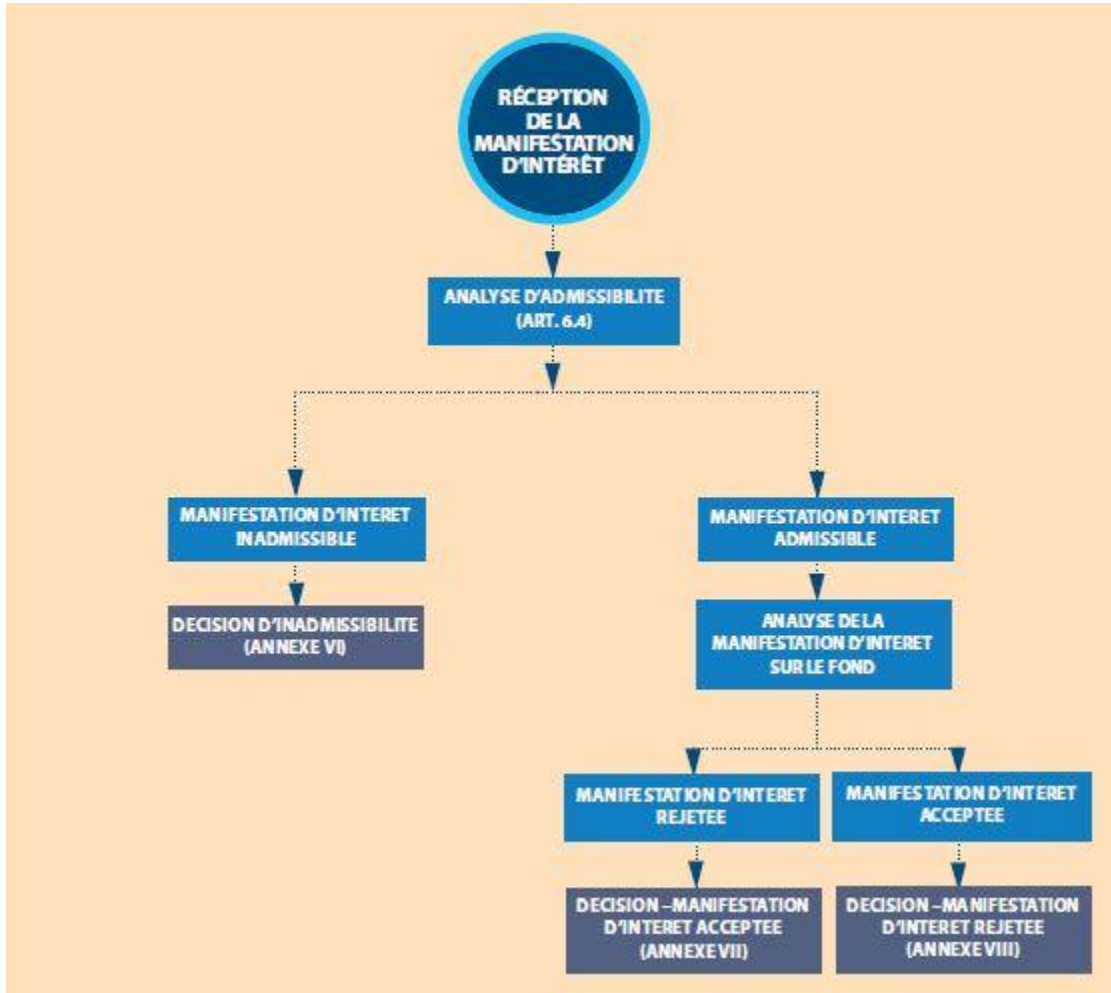 RÉCEPTION
DE LA
MANIFESTATION
D'INTÉRÊT
ANALYSE D'ADMISSIBILITE
(ART. 6.4)
MANIFESTATION D'INTERET
INADMISSIBLE
MANIFESTATION D'INTERET
ADMISSIBLE
DECISION D'INADMISSIBILITE
(ANNEXE VI)
ANALYSE DE LA
MANIFESTATION D'INTERET
SUR LE FOND
MANIFESTATION D'INTERET
REJETEE
MANIFESTATION D'INTERET
ACCEPTEE
DECISION –MANIFESTATION
D'INTERET ACCEPTEE
(ANNEXE VII)
DECISION –MANIFESTATION
D'INTERET REJETEE
(ANNEXE VIII)